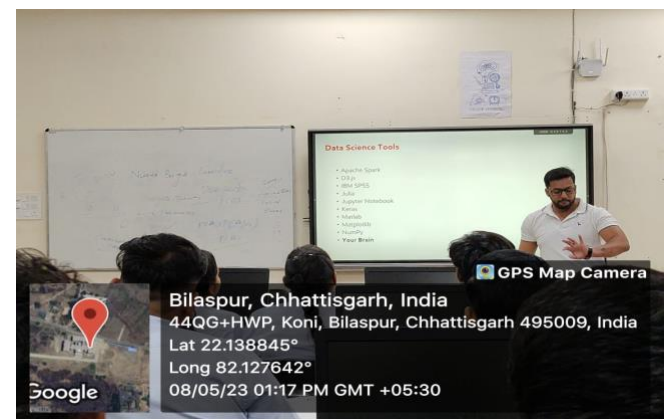 Data Science Tools
• Apache Spark
• D3.js
• IBM SPSS
• Julia
• Jupyter Notebook
• Keras
• Matlab
• Matplotlib
• NumPy
• Your Brain
GPS Map Camera
Bilaspur, Chhattisgarh, India
44QG+HWP, Koni, Bilaspur, Chhattisgarh 495009, India
Lat 22.138845°
Long 82.127642°
08/05/23 01:17 PM GMT +05:30
Google